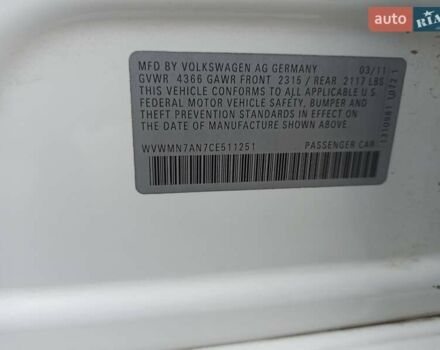 auto RIA
MFD BY VOLKSWAGEN AG GERMANY 03/11
GVWR 4366 GAWR FRONT 2315 / REAR 2117 LBS
THIS VEHICLE CONFORMS TO ALL APPLICABLE U.S.
FEDERAL MOTOR VEHICLE SAFETY, BUMPER AND
THEFT PREVENTION STANDARDS IN EFFECT ON
THE DATE OF MANUFACTURE SHOWN ABOVE.
WVWMN7AN7CE511251 PASSENGER CAR